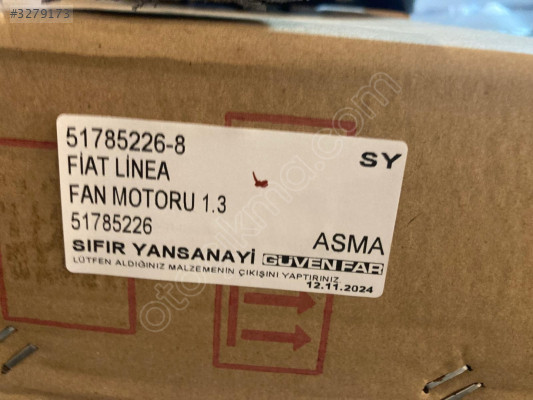 #3279173
51785226-8
SY
FİAT LİNEA
FAN MOTORU 1.3
51785226
ASMA
SIFIR YANSANAYİ GÜVEN FAR
LÜTFEN ALDIĞINIZ MALZEMENİN ÇIKIŞINI YAPTIRINIZ
12.11.2024